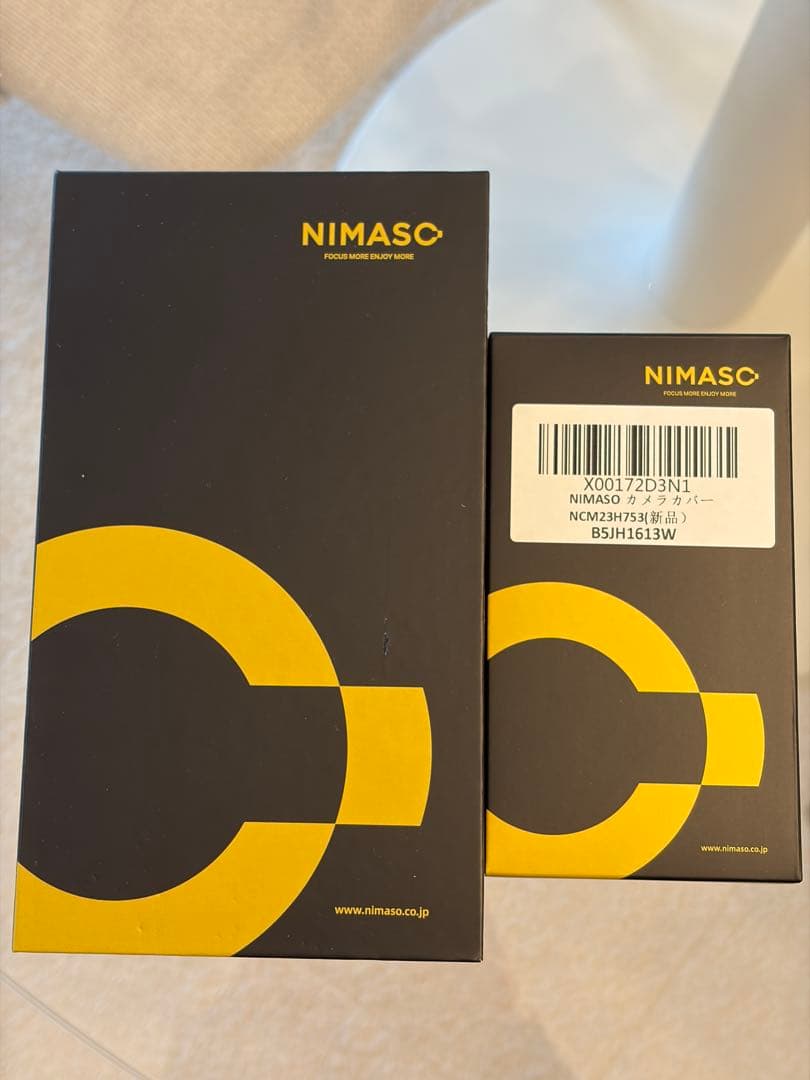 NIMASO
FOCUS MORE ENJOY MORE
www.nimaso.co.jp
NIMASO
FOCUS MORE ENJOY MORE
X00172D3N1
NIMASO カメラカバー
NCM23H753(新品）
B5JH1613W
www.nimaso.co.jp